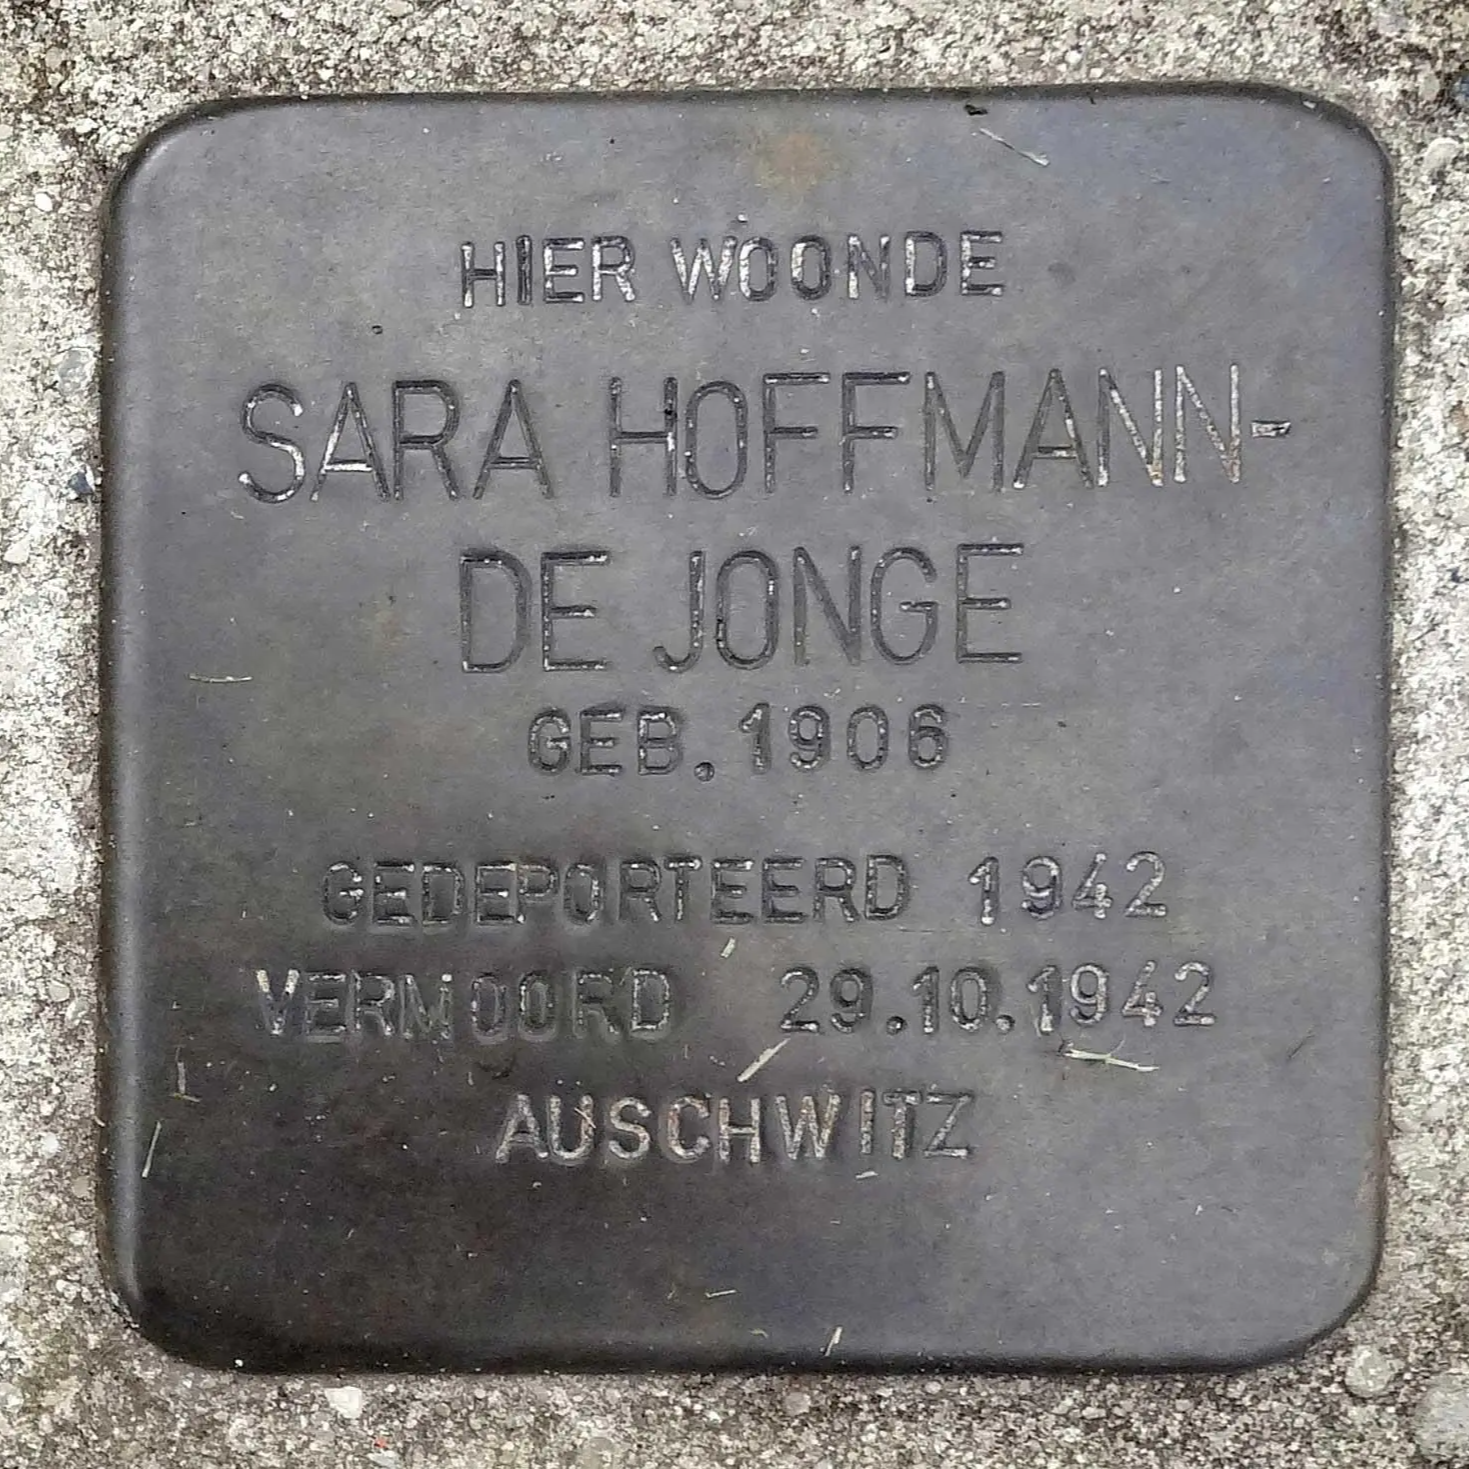 HIER WOONDE
SARA HOFFMANN-
DE JONGE
GEB. 1906
GEDEPORTEERD 1942
VERMOORD 29.10.1942
AUSCHWITZ